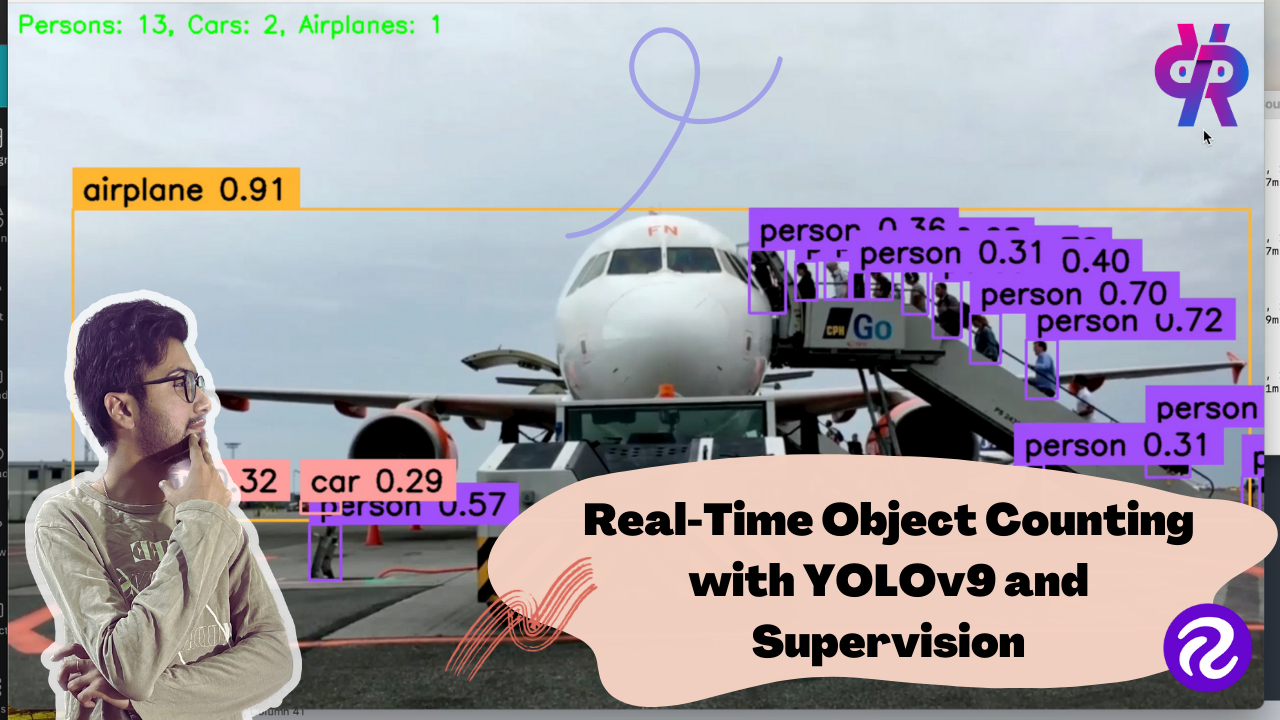 Persons: 13, Cars: 2, Airplanes: 1
airplane 0.91
FN
person 0.36
person 0.31
0.40
person 0.70
person 0.72
CPH Go
person
person 0.31
.32
car 0.29
person 0.57
Real-Time Object Counting
with YOLOv9 and
Supervision